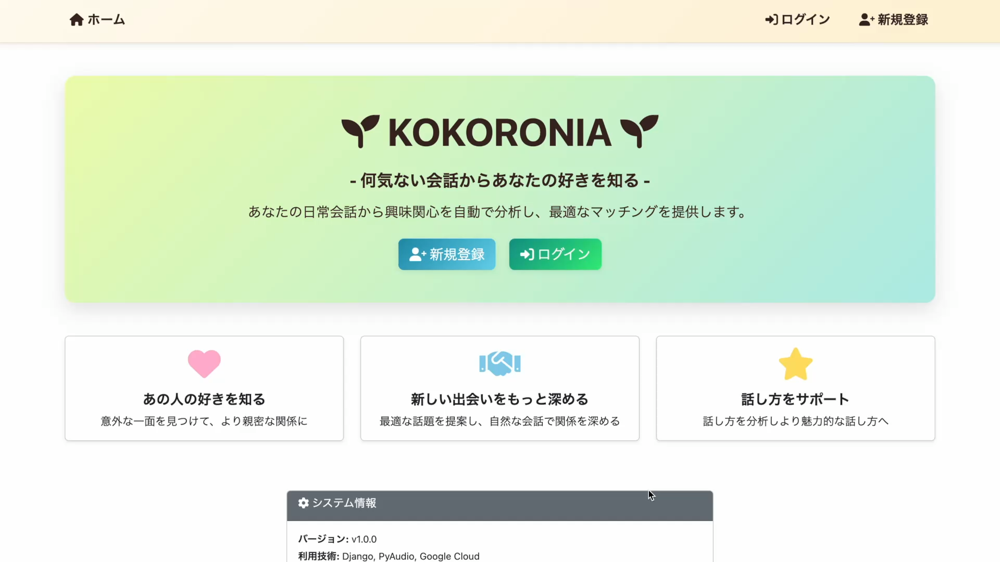 ホーム
ログイン
新規登録
KOKORONIA
- 何気ない会話からあなたの好きを知る -
あなたの日常会話から興味関心を自動で分析し、最適なマッチングを提供します。
新規登録
ログイン
あの人の好きを知る
意外な一面を見つけて、より親密な関係に
新しい出会いをもっと深める
最適な話題を提案し、自然な会話で関係を深める
話し方をサポート
話し方を分析しより魅力的な話し方へ
システム情報
バージョン: v1.0.0
利用技術: Django, PyAudio, Google Cloud